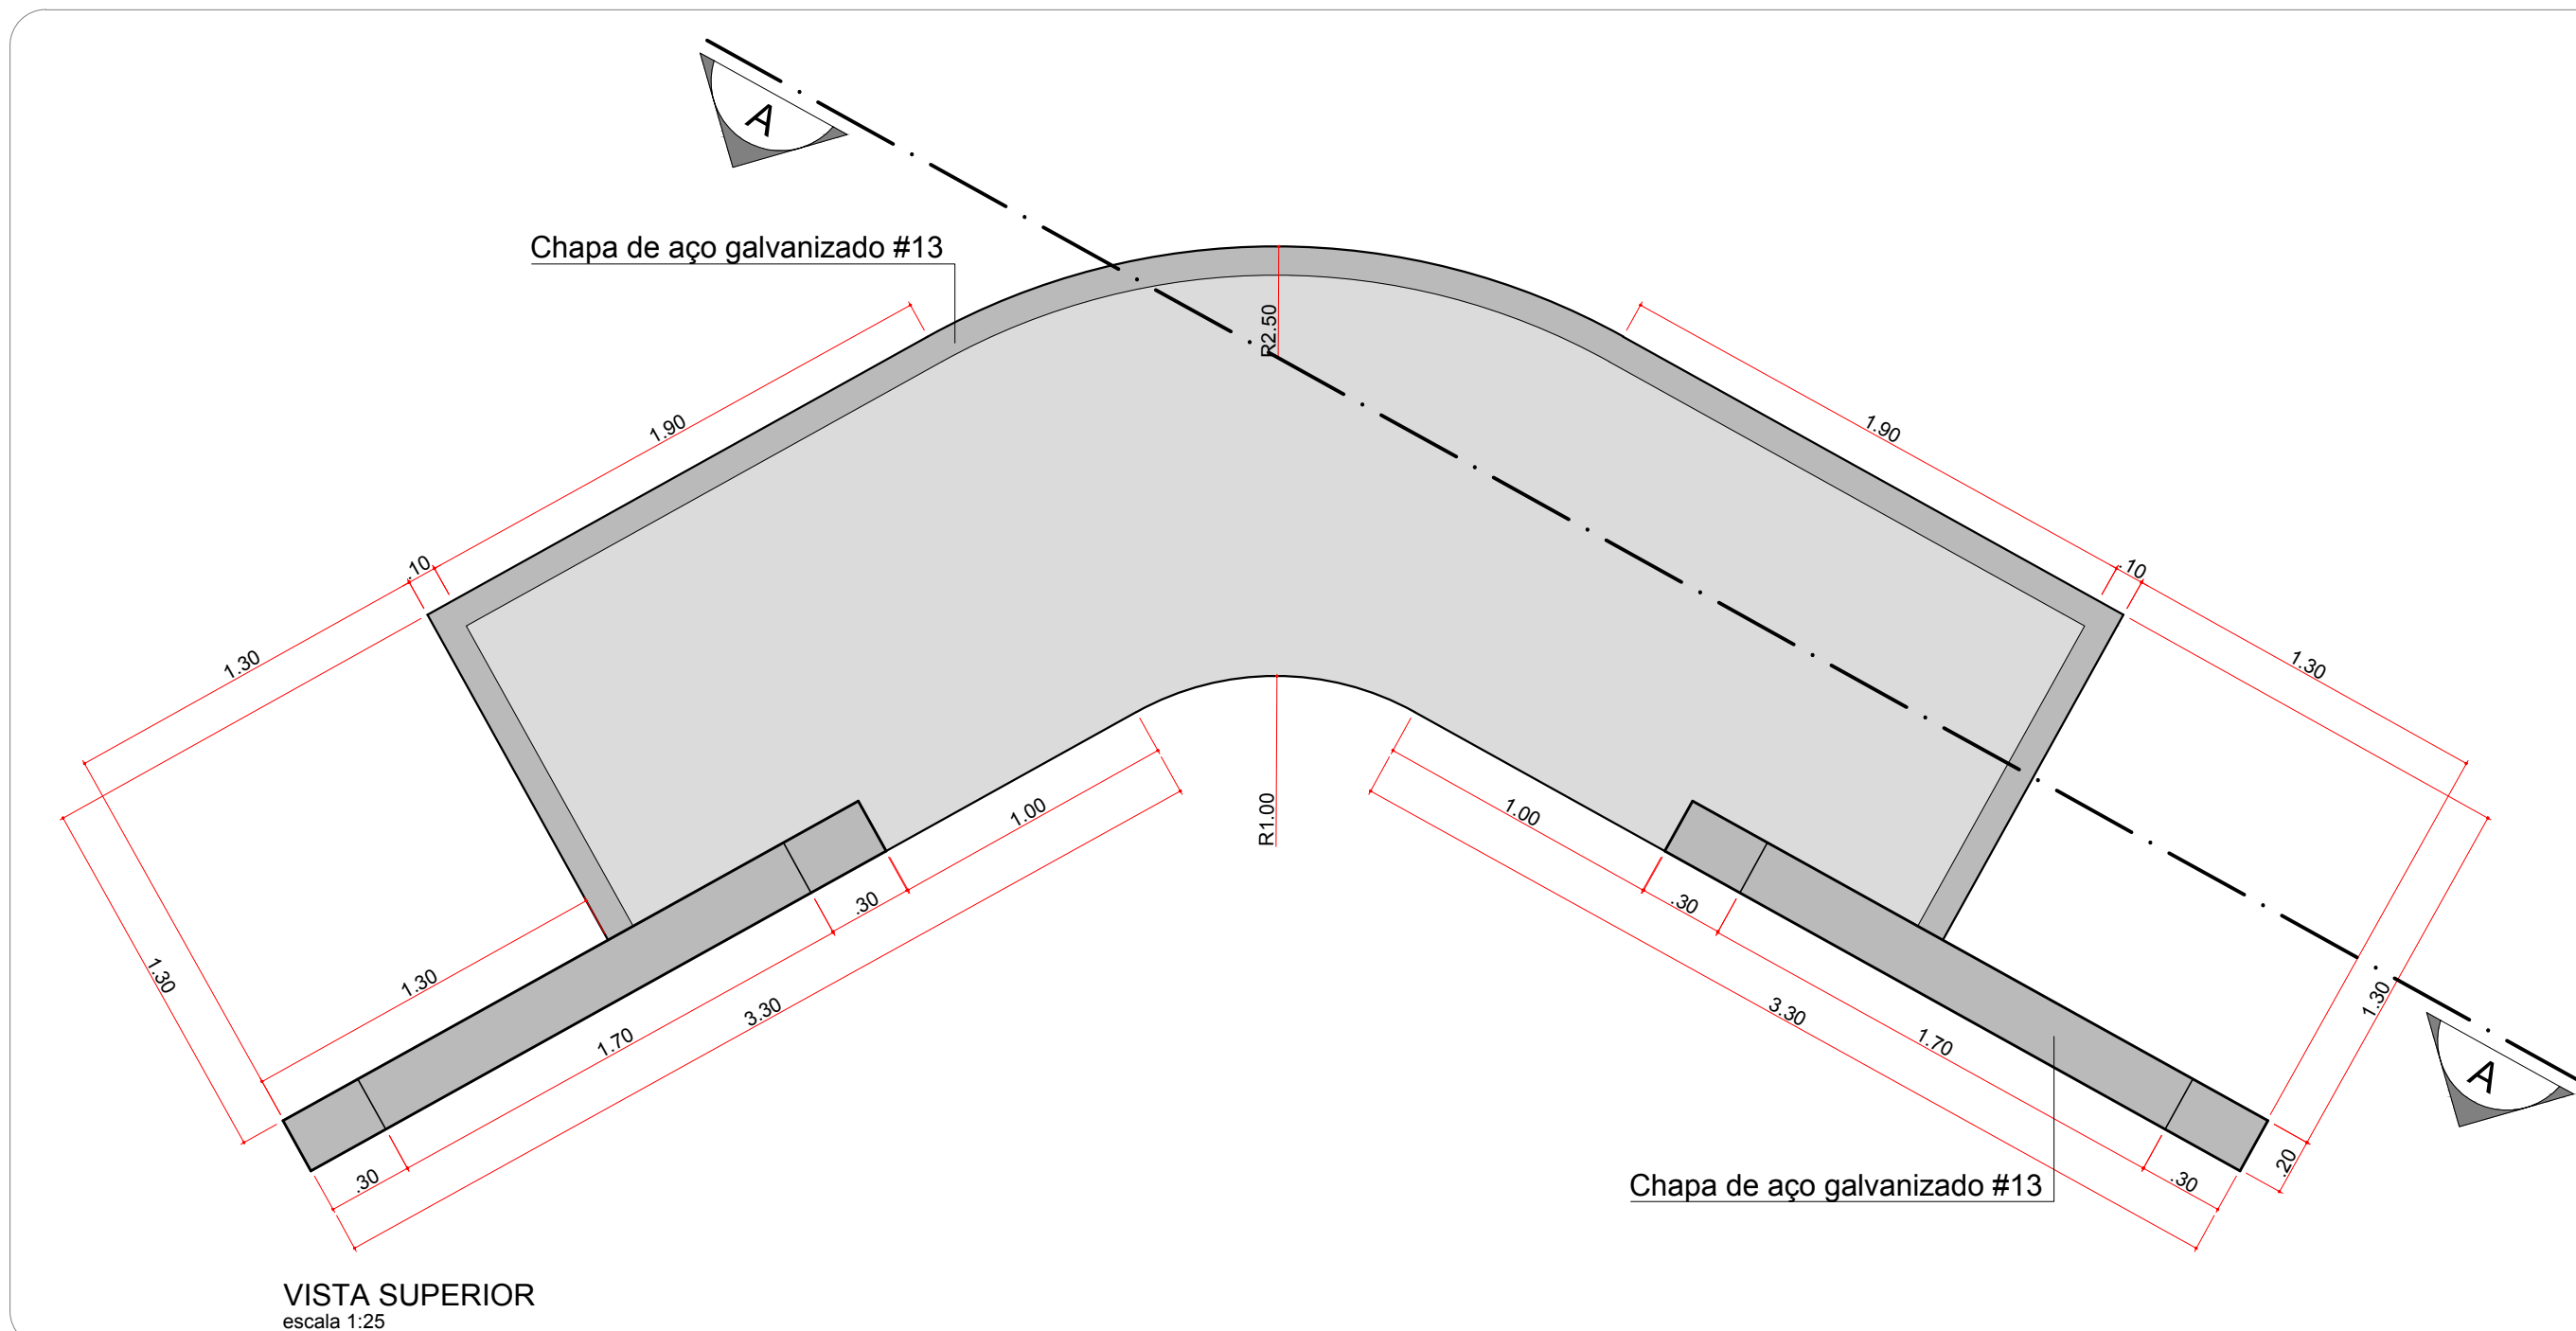 A
Chapa de aço galvanizado #13
R2.50
1.90
1.90
.10
.10
1.30
1.30
1.00
R1.00
1.00
.30
.30
1.30
1.30
1.30
3.30
3.30
1.70
1.70
A
.30
.30
.20
Chapa de aço galvanizado #13
VISTA SUPERIOR
escala 1:25